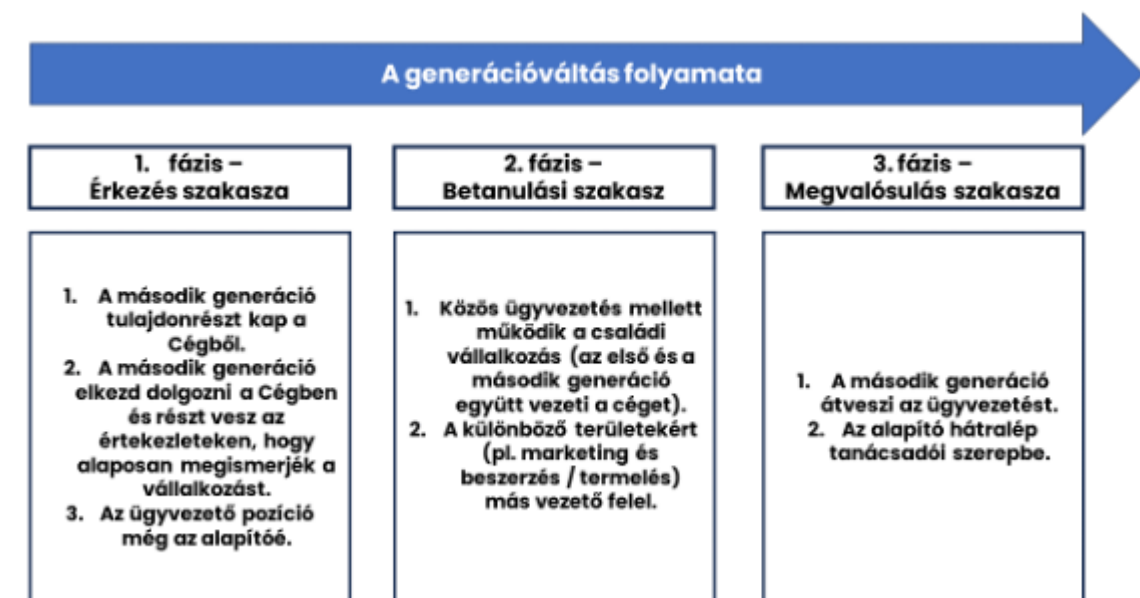 A generációváltás folyamata
1. fázis –
Érkezés szakasza
1. A második generáció
tulajdonrészt kap a
Cégből.
2. A második generáció
elkezd dolgozni a Cégben
és részt vesz az
értekezleteken, hogy
alaposan megismerjék a
vállalkozást.
3. Az ügyvezető pozíció
még az alapítóé.
2. fázis –
Betanulási szakasz
1. Közös ügyvezetés mellett
működik a családi
vállalkozás (az első és a
második generáció
együtt vezeti a céget).
2. A különböző területekért
(pl. marketing és
beszerzés / termelés)
más vezető felel.
3. fázis –
Megvalósulás szakasza
1. A második generáció
átveszi az ügyvezetést.
2. Az alapító hátralép
tanácsadói szerepbe.